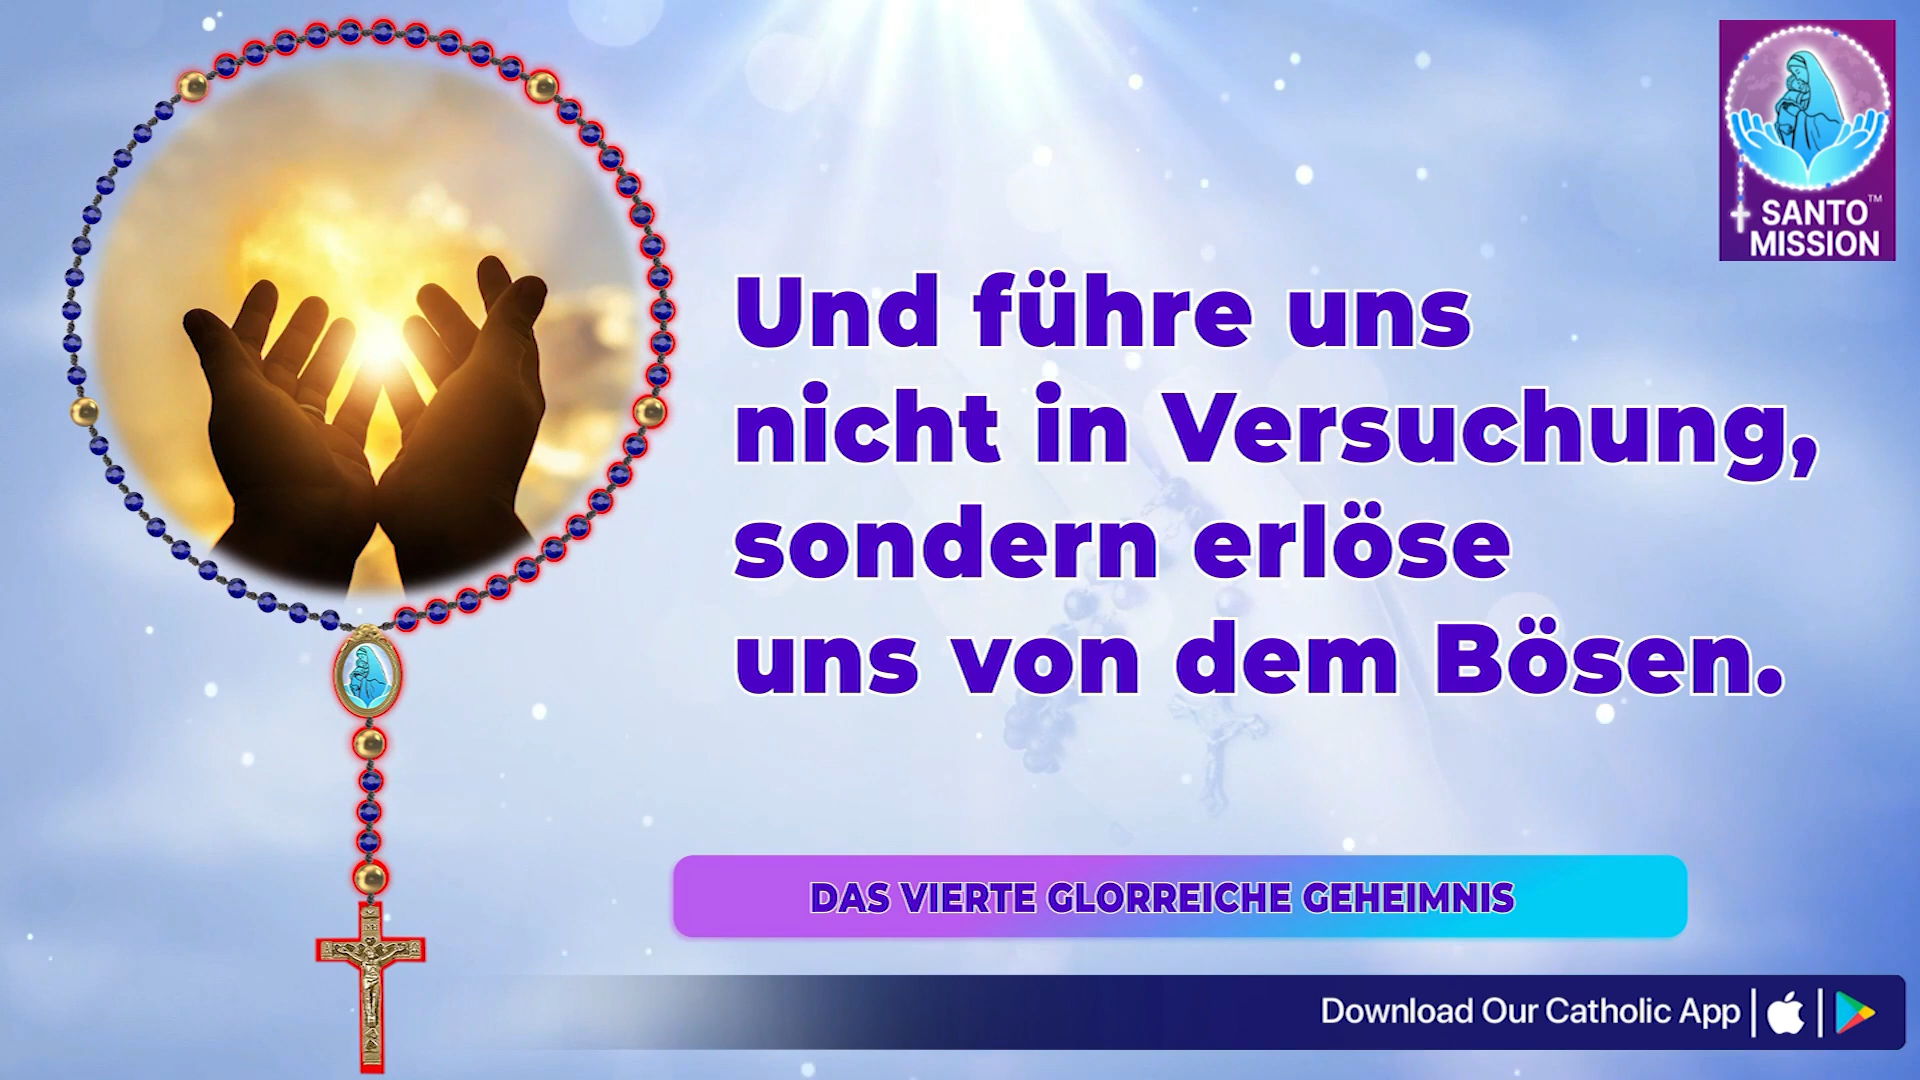 SANTO™
MISSION
Und führe uns
nicht in Versuchung,
sondern erlöse
uns von dem Bösen.
DAS VIERTE GLORREICHE GEHEIMNIS
Download Our Catholic App